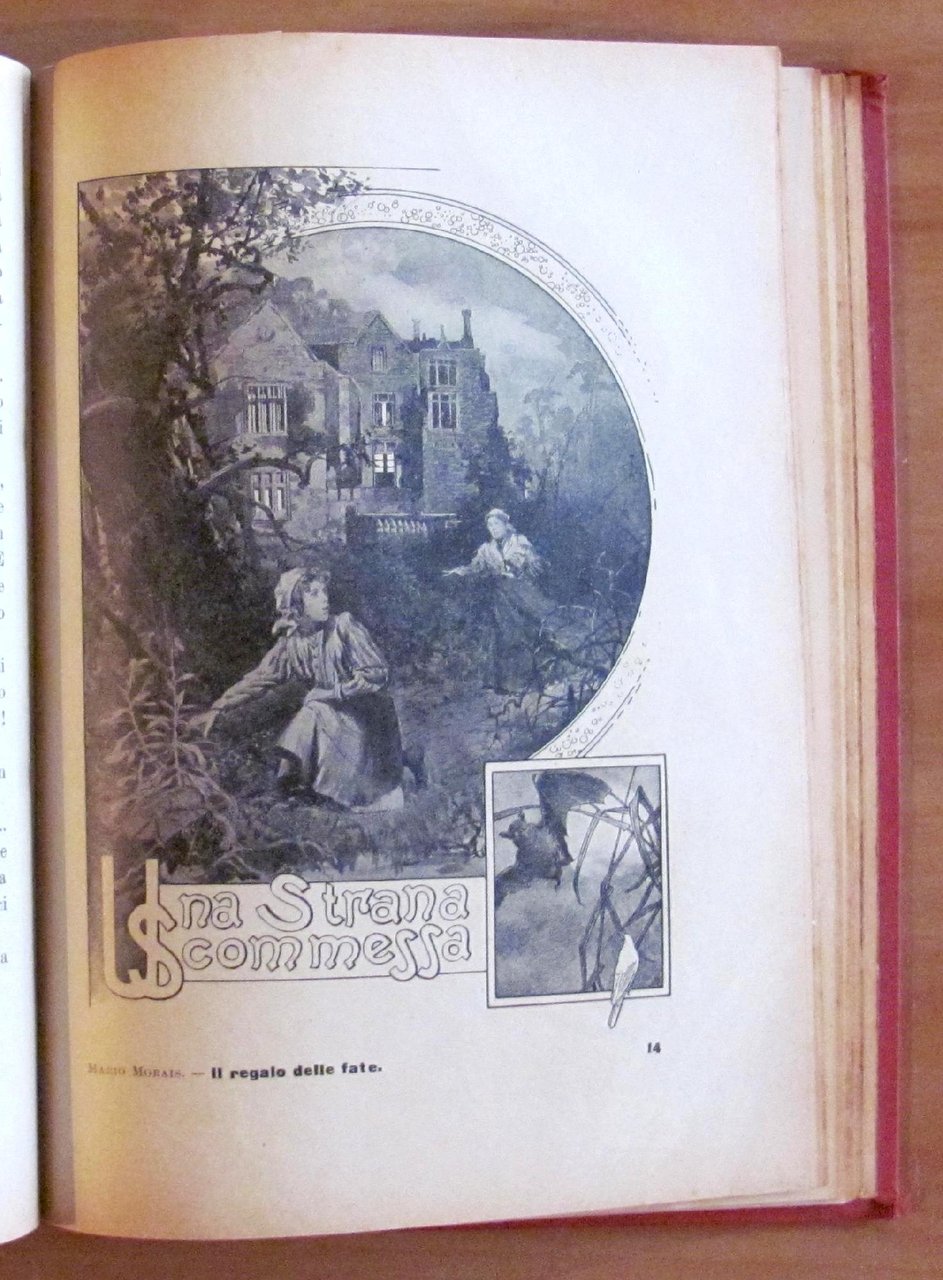 Una Strana
Scommessa
14
Mario Morais. — Il regalo delle fate.